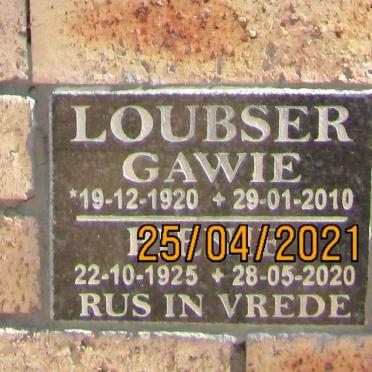 LOUBSER
GAWIE
*19-12-1920 + 29-01-2010
25/04/2021
22-10-1925 + 28-05-2020
RUS IN VREDE